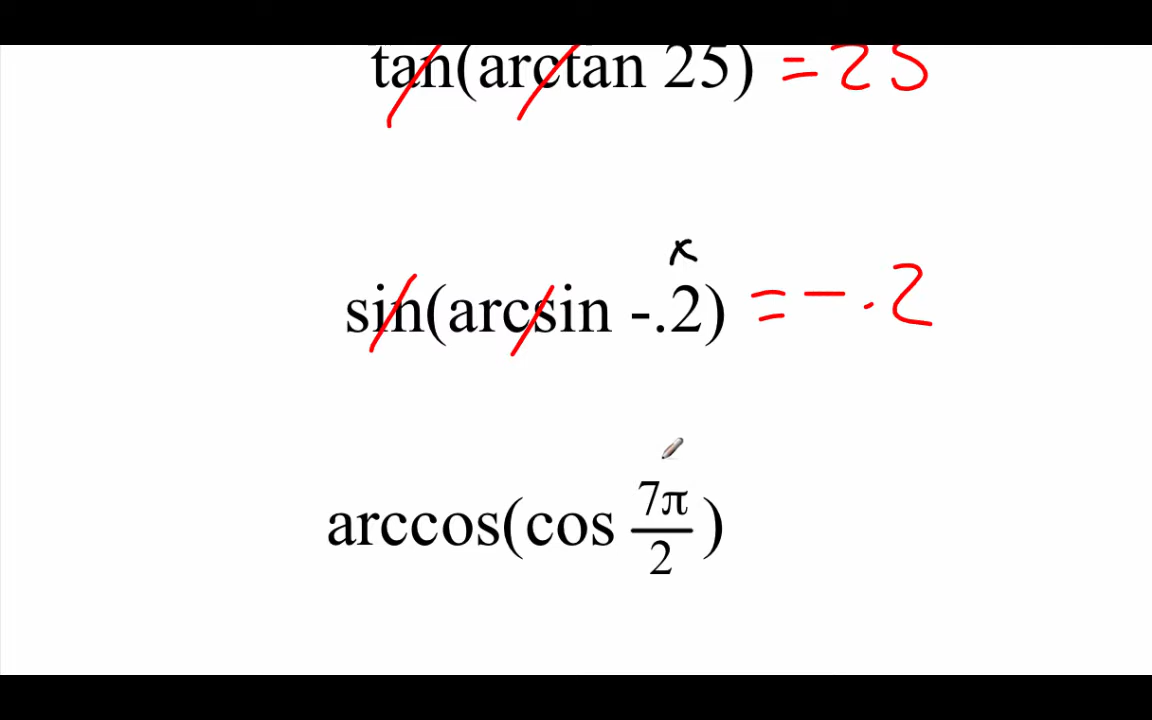 tan(arctan 25) = 25
x
sin(arcsin -.2) = -.2
arccos(cos 7π/2)